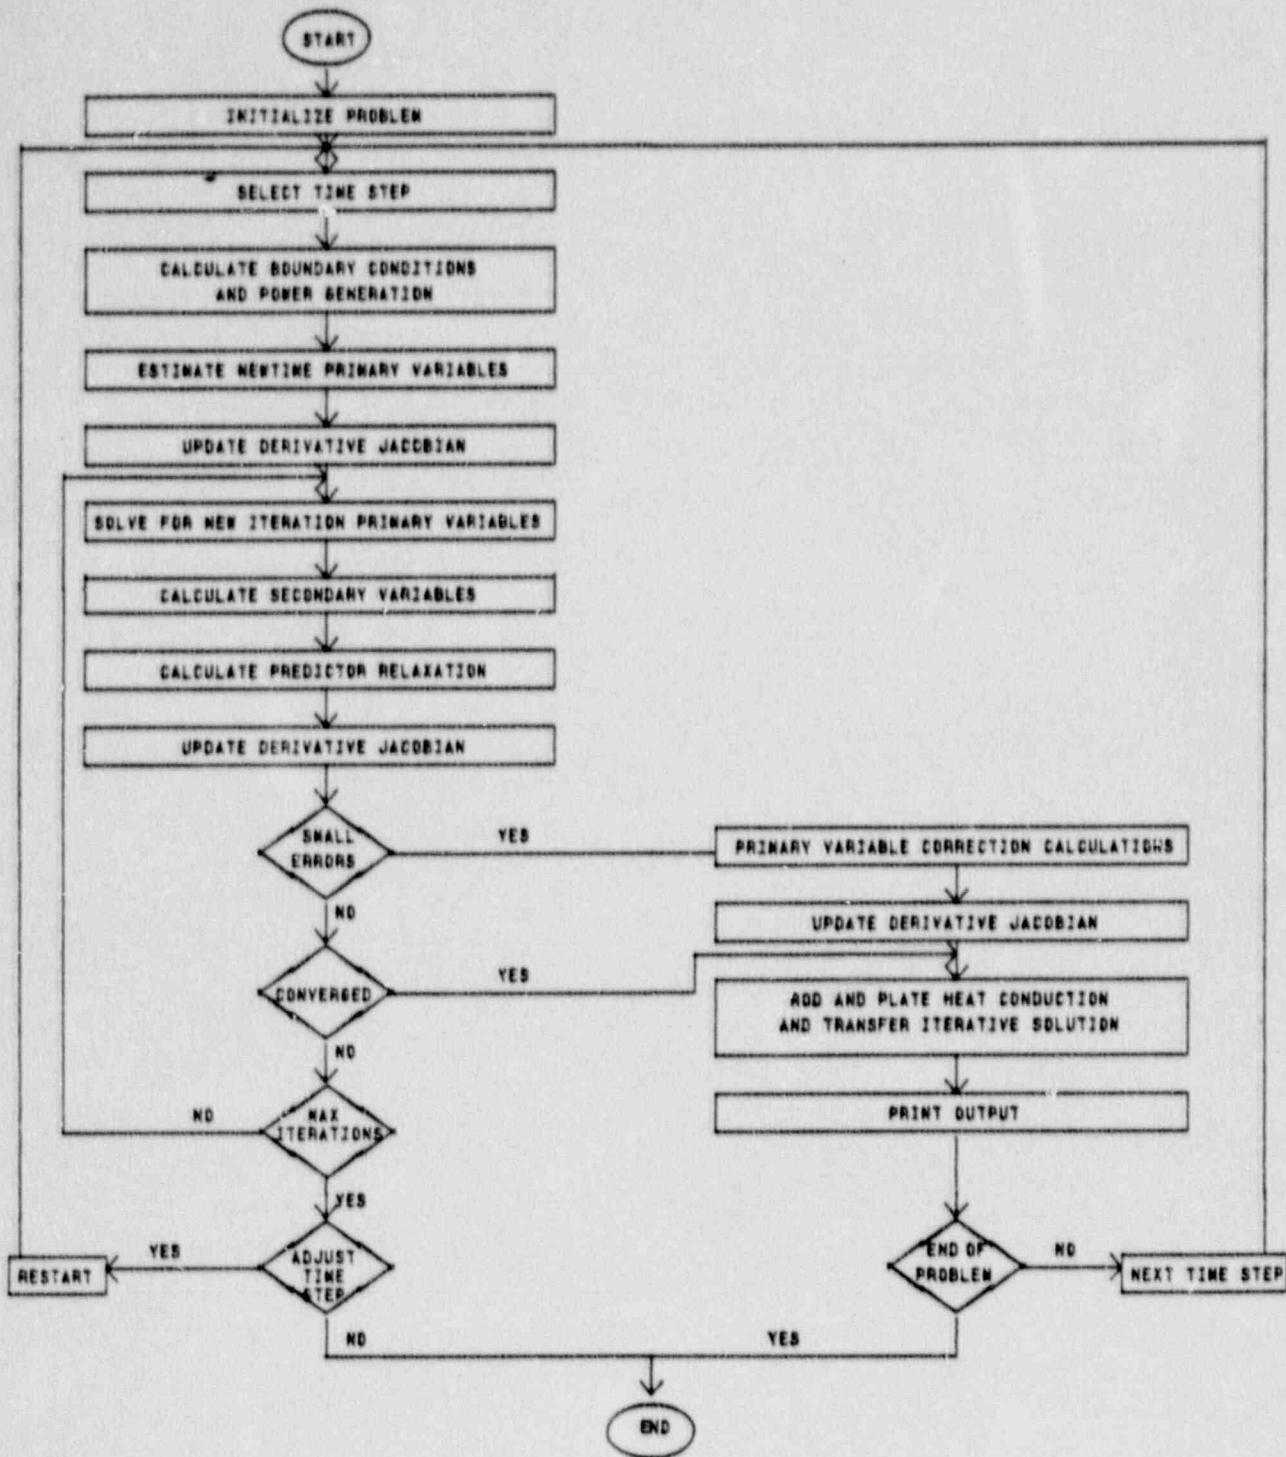 START
INITIALIZE PROBLEM
SELECT TIME STEP
CALCULATE BOUNDARY CONDITIONS
AND POWER GENERATION
ESTIMATE NEWTIME PRIMARY VARIABLES
UPDATE DERIVATIVE JACOBIAN
SOLVE FOR NEW ITERATION PRIMARY VARIABLES
CALCULATE SECONDARY VARIABLES
CALCULATE PREDICTOR RELAXATION
UPDATE DERIVATIVE JACOBIAN
SMALL
ERRORS
YES
PRIMARY VARIABLE CORRECTION CALCULATIONS
NO
UPDATE DERIVATIVE JACOBIAN
CONVERGED
YES
ROD AND PLATE HEAT CONDUCTION
AND TRANSFER ITERATIVE SOLUTION
NO
NO
MAX
ITERATIONS
PRINT OUTPUT
YES
RESTART
YES
ADJUST
TIME
STEP
END OF
PROBLEM
NO
NEXT TIME STEP
NO
YES
END